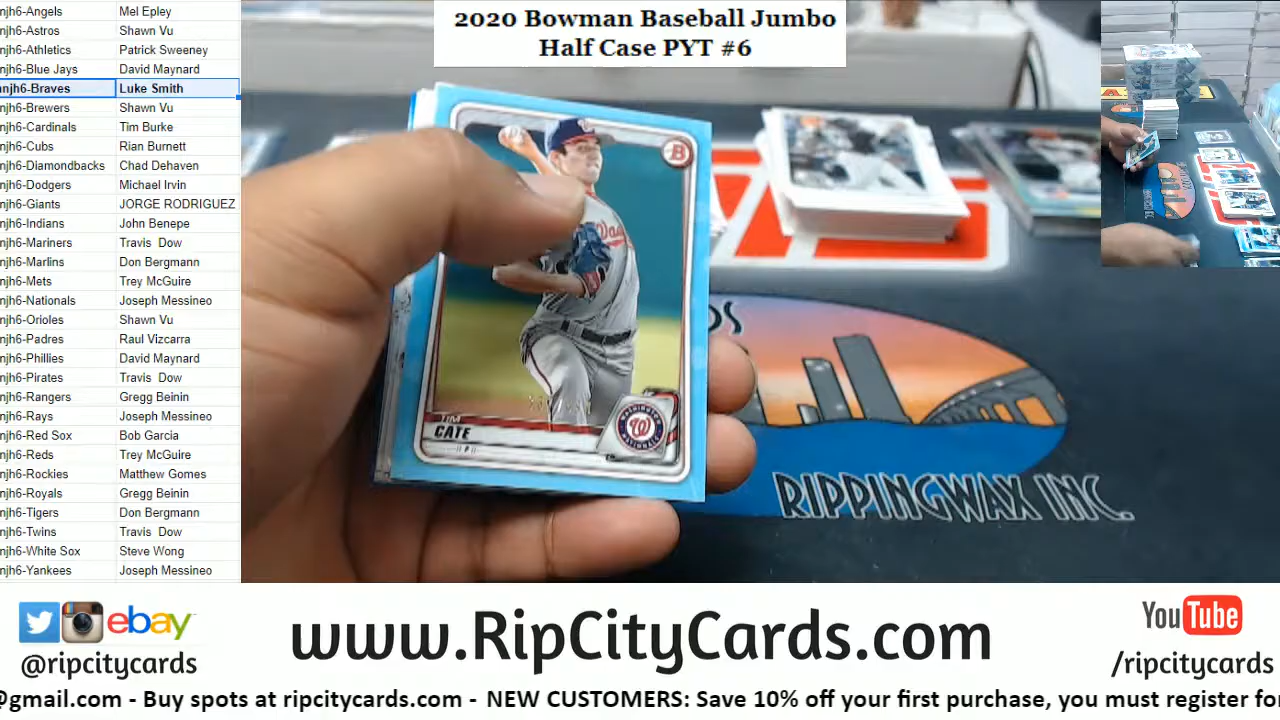 njh6-Angels Mel Epley
njh6-Astros Shawn Vu
njh6-Athletics Patrick Sweeney
njh6-Blue Jays David Maynard
njh6-Braves Luke Smith
njh6-Brewers Shawn Vu
njh6-Cardinals Tim Burke
njh6-Cubs Rian Burnett
njh6-Diamondbacks Chad Dehaven
njh6-Dodgers Michael Irvin
njh6-Giants JORGE RODRIGUEZ
njh6-Indians John Benepe
njh6-Mariners Travis Dow
njh6-Marlins Don Bergmann
njh6-Mets Trey McGuire
njh6-Nationals Joseph Messineo
njh6-Orioles Shawn Vu
njh6-Padres Raul Vizcarra
njh6-Phillies David Maynard
njh6-Pirates Travis Dow
njh6-Rangers Gregg Beinin
njh6-Rays Joseph Messineo
njh6-Red Sox Bob Garcia
njh6-Reds Trey McGuire
njh6-Rockies Matthew Gomes
njh6-Royals Gregg Beinin
njh6-Tigers Don Bergmann
njh6-Twins Travis Dow
njh6-White Sox Steve Wong
njh6-Yankees Joseph Messineo
2020 Bowman Baseball Jumbo
Half Case PYT #6
B
TIM
CATE
W
RIPPINGWAX INC.
ebay
@ripcitycards
www.RipCityCards.com
YouTube
/ripcitycards
@gmail.com - Buy spots at ripcitycards.com - NEW CUSTOMERS: Save 10% off your first purchase, you must register for